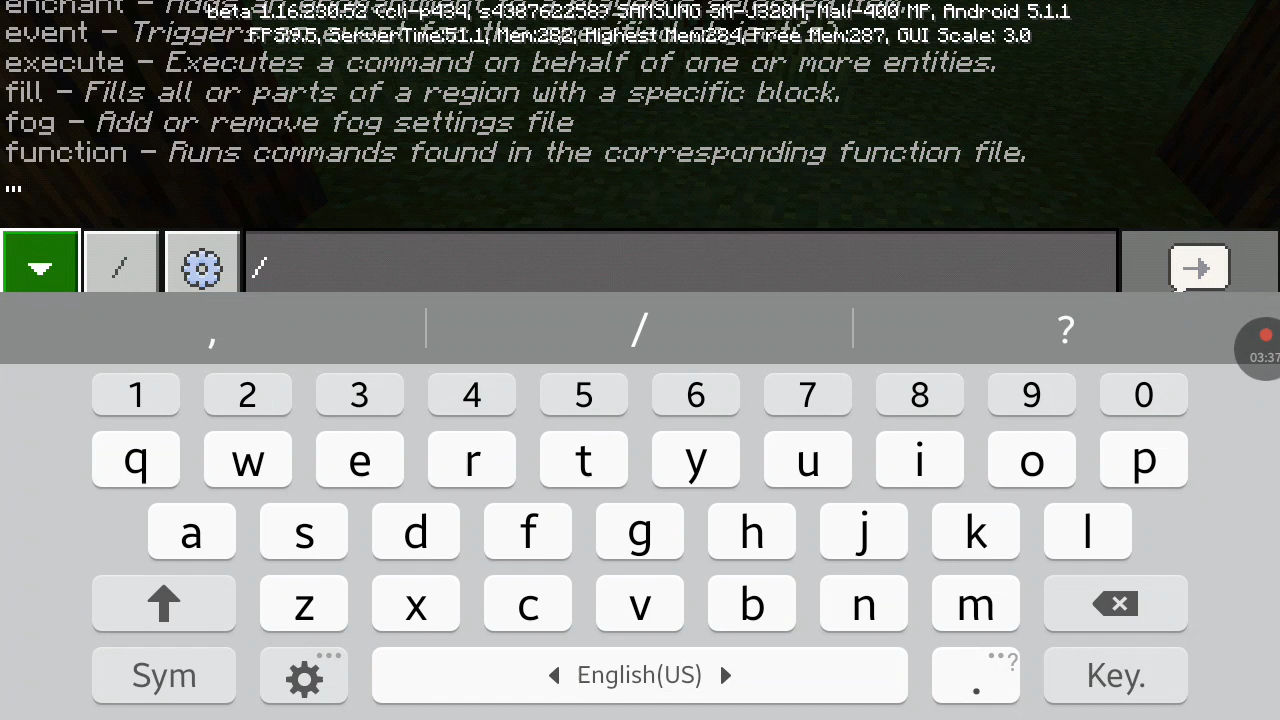 enchant -
beta 1.16.230.52
SAMSUNG SM-J320H, Mali-400 MP, Android 5.1.1
event - Triggers
FPS:9.5, ServerTime:51.1, Mem:282, Highest Mem:284, Free Mem:287, GUI Scale: 3.0
execute - Executes a command on behalf of one or more entities.
fill - Fills all or parts of a region with a specific block.
fog - Add or remove fog settings file
function - Runs commands found in the corresponding function file.
...
/ /
, / ?
03:37
1 2 3 4 5 6 7 8 9 0
q w e r t y u i o p
a s d f g h j k l
z x c v b n m
Sym English(US) . ...? Key.